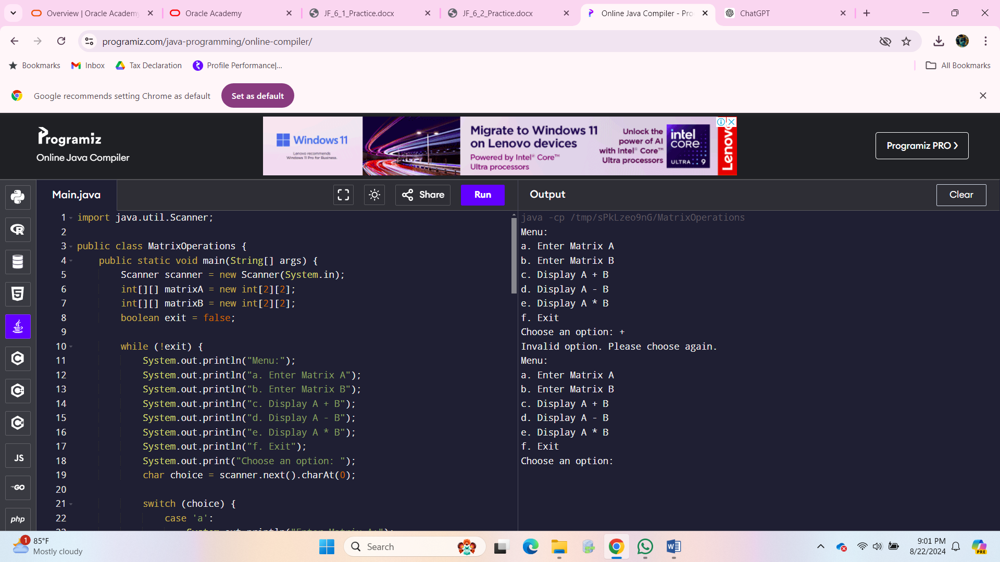 Overview | Oracle Academy
Oracle Academy
JF_6_1_Practice.docx
JF_6_2_Practice.docx
Online Java Compiler - Pro
ChatGPT
programiz.com/java-programming/online-compiler/
Bookmarks
Inbox
Tax Declaration
Profile Performance|...
All Bookmarks
Google recommends setting Chrome as default
Set as default
Programiz
Online Java Compiler
Windows 11
Lenovo recommends
Windows 11 Pro for Business.
Migrate to Windows 11
on Lenovo devices
Powered by Intel® Core™
Ultra processors
Unlock the
power of AI
with Intel® Core™
Ultra processors
intel
CORE
ULTRA 9
Lenovo
Programiz PRO
Main.java
Share
Run
Output
Clear
1 import java.util.Scanner;
2
3 public class MatrixOperations {
4 public static void main(String[] args) {
5 Scanner scanner = new Scanner(System.in);
6 int[][] matrixA = new int[2][2];
7 int[][] matrixB = new int[2][2];
8 boolean exit = false;
9
10 while (!exit) {
11 System.out.println("Menu:");
12 System.out.println("a. Enter Matrix A");
13 System.out.println("b. Enter Matrix B");
14 System.out.println("c. Display A + B");
15 System.out.println("d. Display A - B");
16 System.out.println("e. Display A * B");
17 System.out.println("f. Exit");
18 System.out.print("Choose an option: ");
19 char choice = scanner.next().charAt(0);
20
21 switch (choice) {
22 case 'a':
23 System.out.println("Enter Matrix A:");
java -cp /tmp/sPkLzeo9nG/MatrixOperations
Menu:
a. Enter Matrix A
b. Enter Matrix B
c. Display A + B
d. Display A - B
e. Display A * B
f. Exit
Choose an option: +
Invalid option. Please choose again.
Menu:
a. Enter Matrix A
b. Enter Matrix B
c. Display A + B
d. Display A - B
e. Display A * B
f. Exit
Choose an option:
JS
GO
php
1
85°F
Mostly cloudy
Search
9:01 PM
8/22/2024
PRE